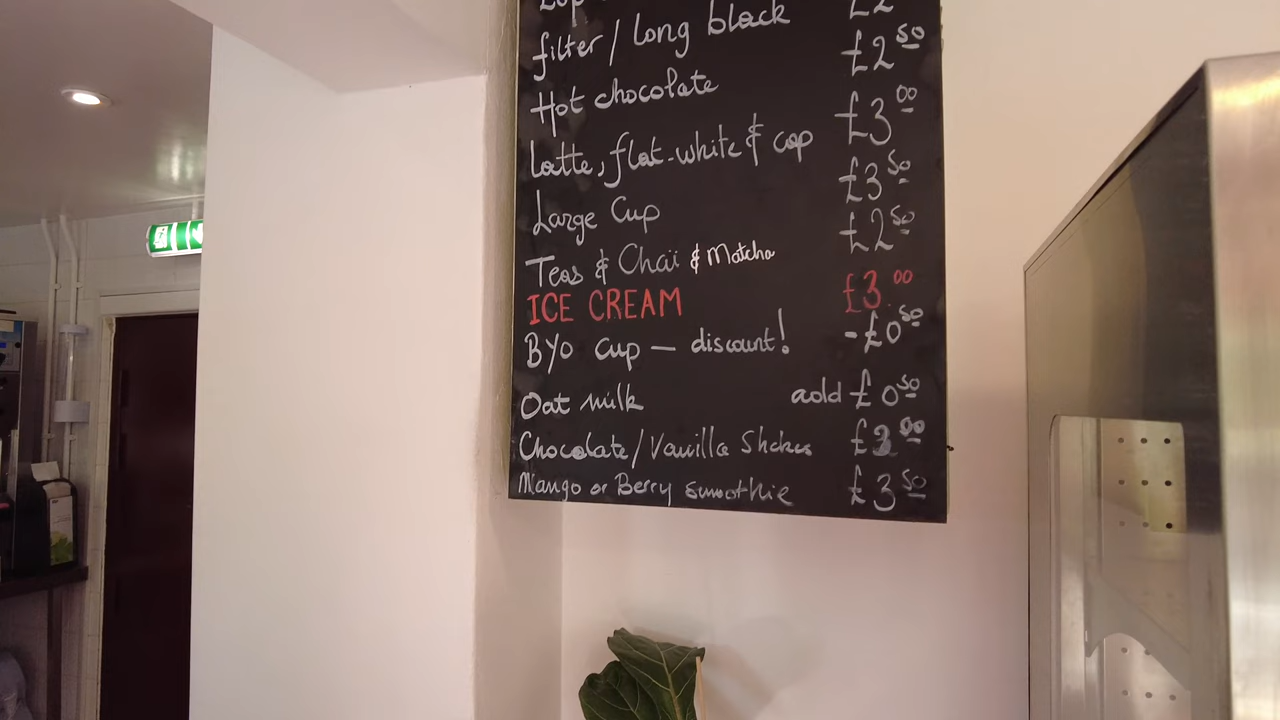 filter / long black £2
Hot chocolate £2 50
Latte, flat-white & cap £3 00
Large Cup £3 50
Teas & Chaï & Matcha £2 50
ICE CREAM £3 00
BYO Cup — discount! -£0 50
Oat milk add £0 50
Chocolate/Vanilla Shakes £3 00
Mango or Berry smoothie £3 50